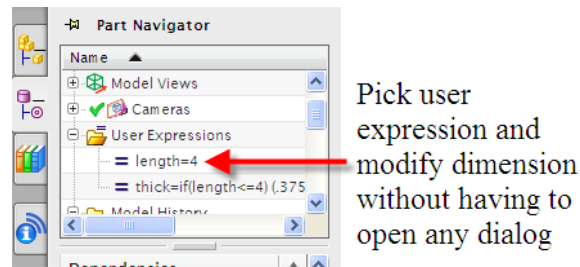 Part Navigator
Name
Model Views
Cameras
User Expressions
length=4
thick=if(length<=4) (.375
Model History
Dependencies
Pick user
expression and
modify dimension
without having to
open any dialog